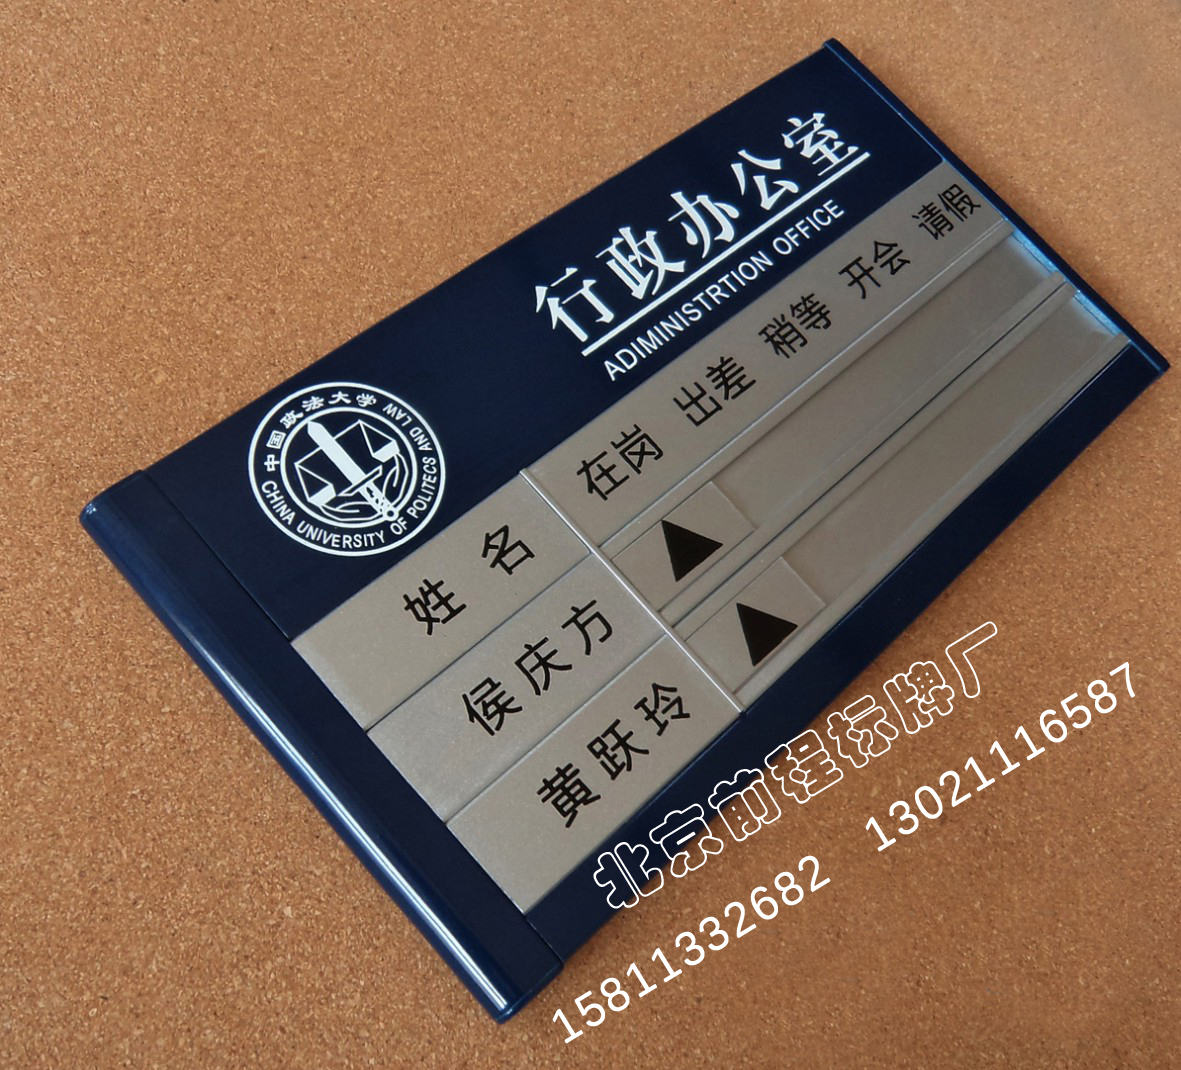 行政办公室
ADIMINISTRTION OFFICE
中国政法大学
CHINA UNIVERSITY OF POLITECS AND LAW
姓名 在岗 出差 稍等 开会 请假
侯庆方
黄跃玲
北京前程标牌厂
15811332682 13021116587